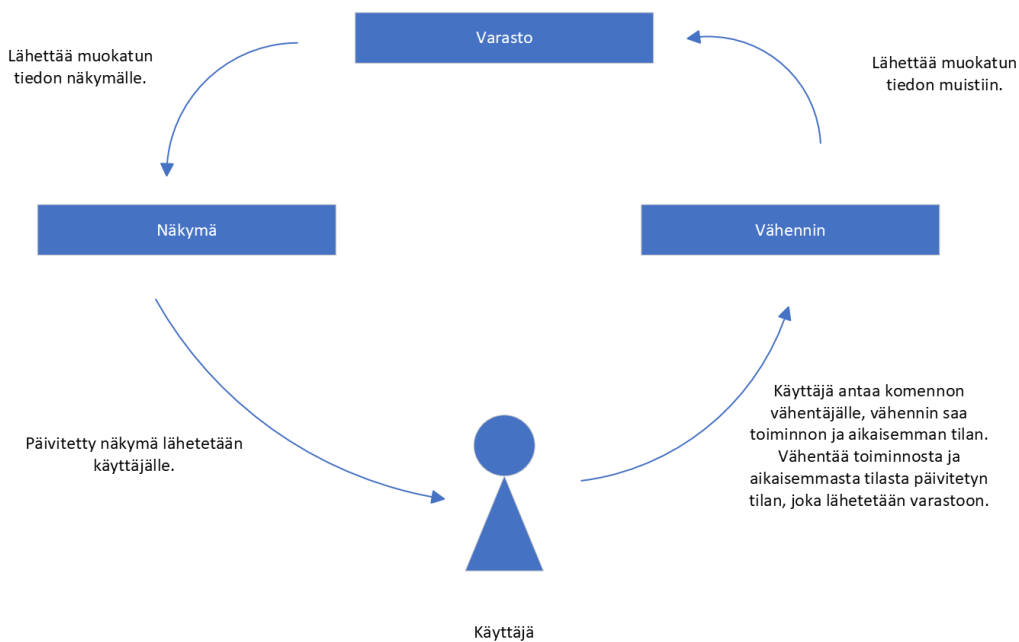 Varasto
Lähettää muokatun
tiedon näkymälle.
Lähettää muokatun
tiedon muistiin.
Näkymä
Vähennin
Päivitetty näkymä lähetetään
käyttäjälle.
Käyttäjä antaa komennon
vähentäjälle, vähennin saa
toiminnon ja aikaisemman tilan.
Vähentää toiminnosta ja
aikaisemmasta tilasta päivitetyn
tilan, joka lähetetään varastoon.
Käyttäjä